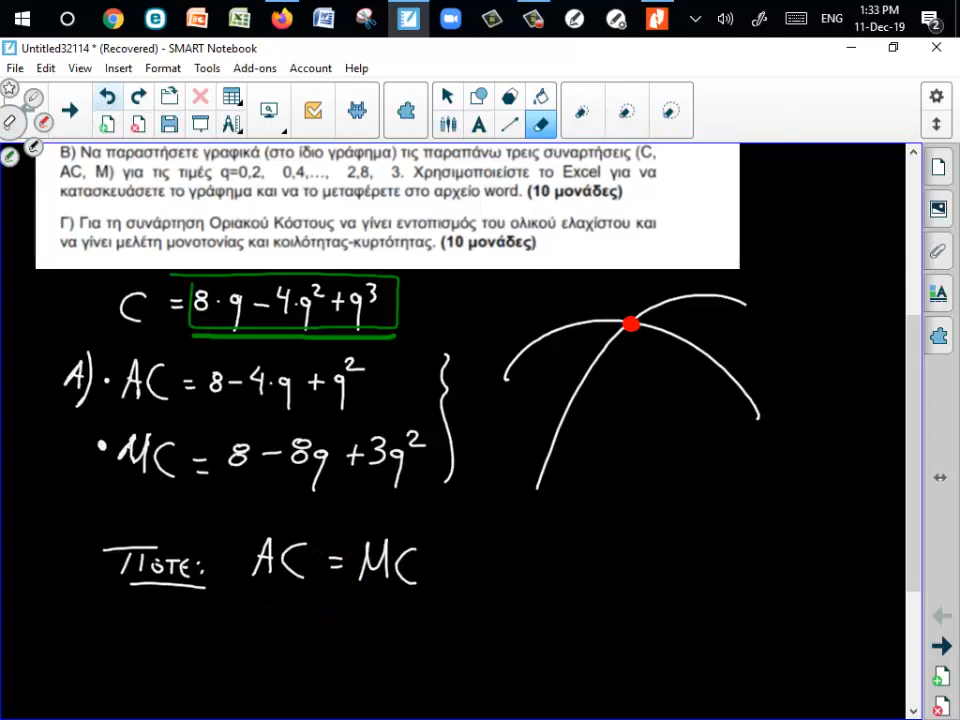 1:33 PM
ENG
11-Dec-19
2
Untitled32114 * (Recovered) - SMART Notebook
File Edit View Insert Format Tools Add-ons Account Help
Β) Να παραστήσετε γραφικά (στο ίδιο γράφημα) τις παραπάνω τρεις συναρτήσεις (C,
AC, M) για τις τιμές q=0,2, 0,4,…, 2,8, 3. Χρησιμοποιείστε το Excel για να
κατασκευάσετε το γράφημα και να το μεταφέρετε στο αρχείο word. (10 μονάδες)
Γ) Για τη συνάρτηση Οριακού Κόστους να γίνει εντοπισμός του ολικού ελαχίστου και
να γίνει μελέτη μονοτονίας και κοιλότητας-κυρτότητας. (10 μονάδες)
C = 8·q – 4·q² + q³
A) · AC = 8 – 4·q + q²
· MC = 8 – 8q + 3q²
Πότε: AC = MC